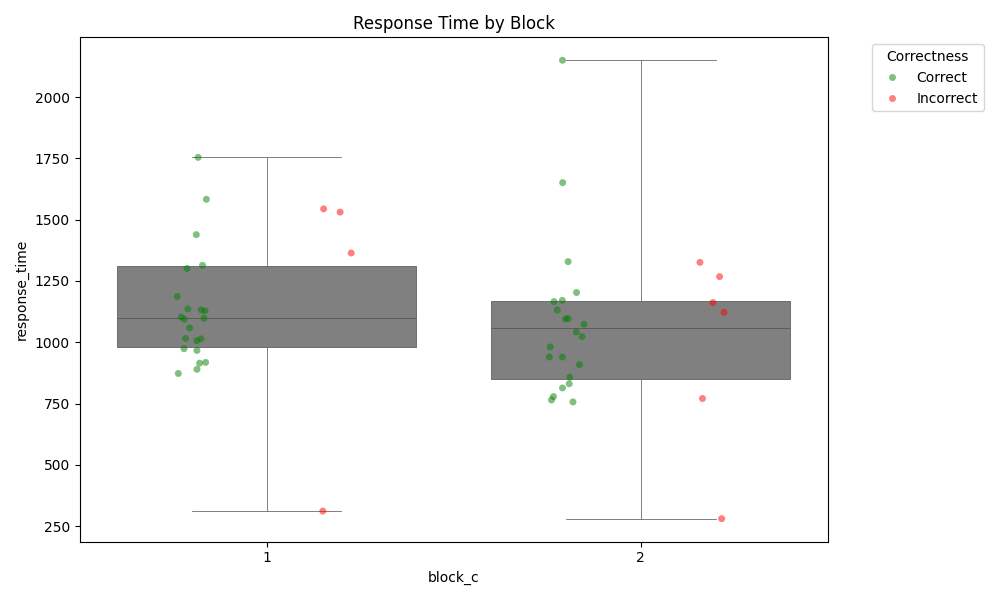 Response Time by Block
Correctness
Correct
Incorrect
response_time
2000
1750
1500
1250
1000
750
500
250
1
2
block_c